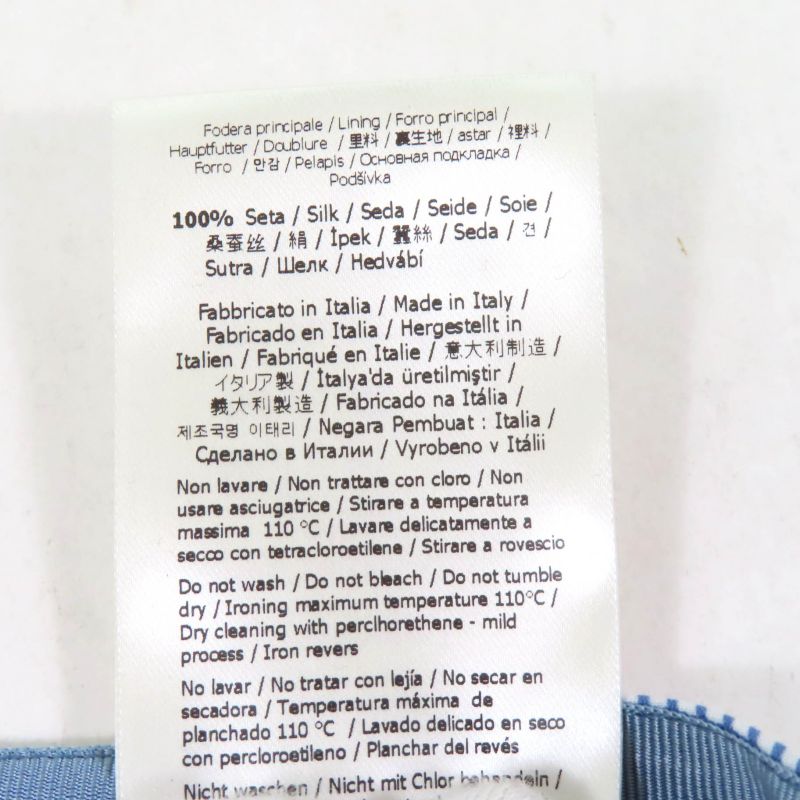 Fodera principale / Lining / Forro principal /
Hauptfutter / Doublure / 里料 / 裏生地 / astar / 裡料 /
Forro / 안감 / Pelapis / Основная подкладка /
Podšívka
100% Seta / Silk / Seda / Seide / Soie /
桑蚕丝 / 絹 / İpek / 蠶絲 / Seda / 견 /
Sutra / Шелк / Hedvábí
Fabbricato in Italia / Made in Italy /
Fabricado en Italia / Hergestellt in
Italien / Fabriqué en Italie / 意大利制造 /
イタリア製 / İtalya'da üretilmiştir /
義大利製造 / Fabricado na Itália /
제조국명 이태리 / Negara Pembuat : Italia /
Сделано в Италии / Vyrobeno v Itálii
Non lavare / Non trattare con cloro / Non
usare asciugatrice / Stirare a temperatura
massima 110 °C / Lavare delicatamente a
secco con tetracloroetilene / Stirare a rovescio
Do not wash / Do not bleach / Do not tumble
dry / Ironing maximum temperature 110°C /
Dry cleaning with perclhorethene - mild
process / Iron revers
No lavar / No tratar con lejía / No secar en
secadora / Temperatura máxima de
planchado 110 °C / Lavado delicado en seco
con percloroetileno / Planchar del revés
Nicht waschen / Nicht mit Chlor behandeln /